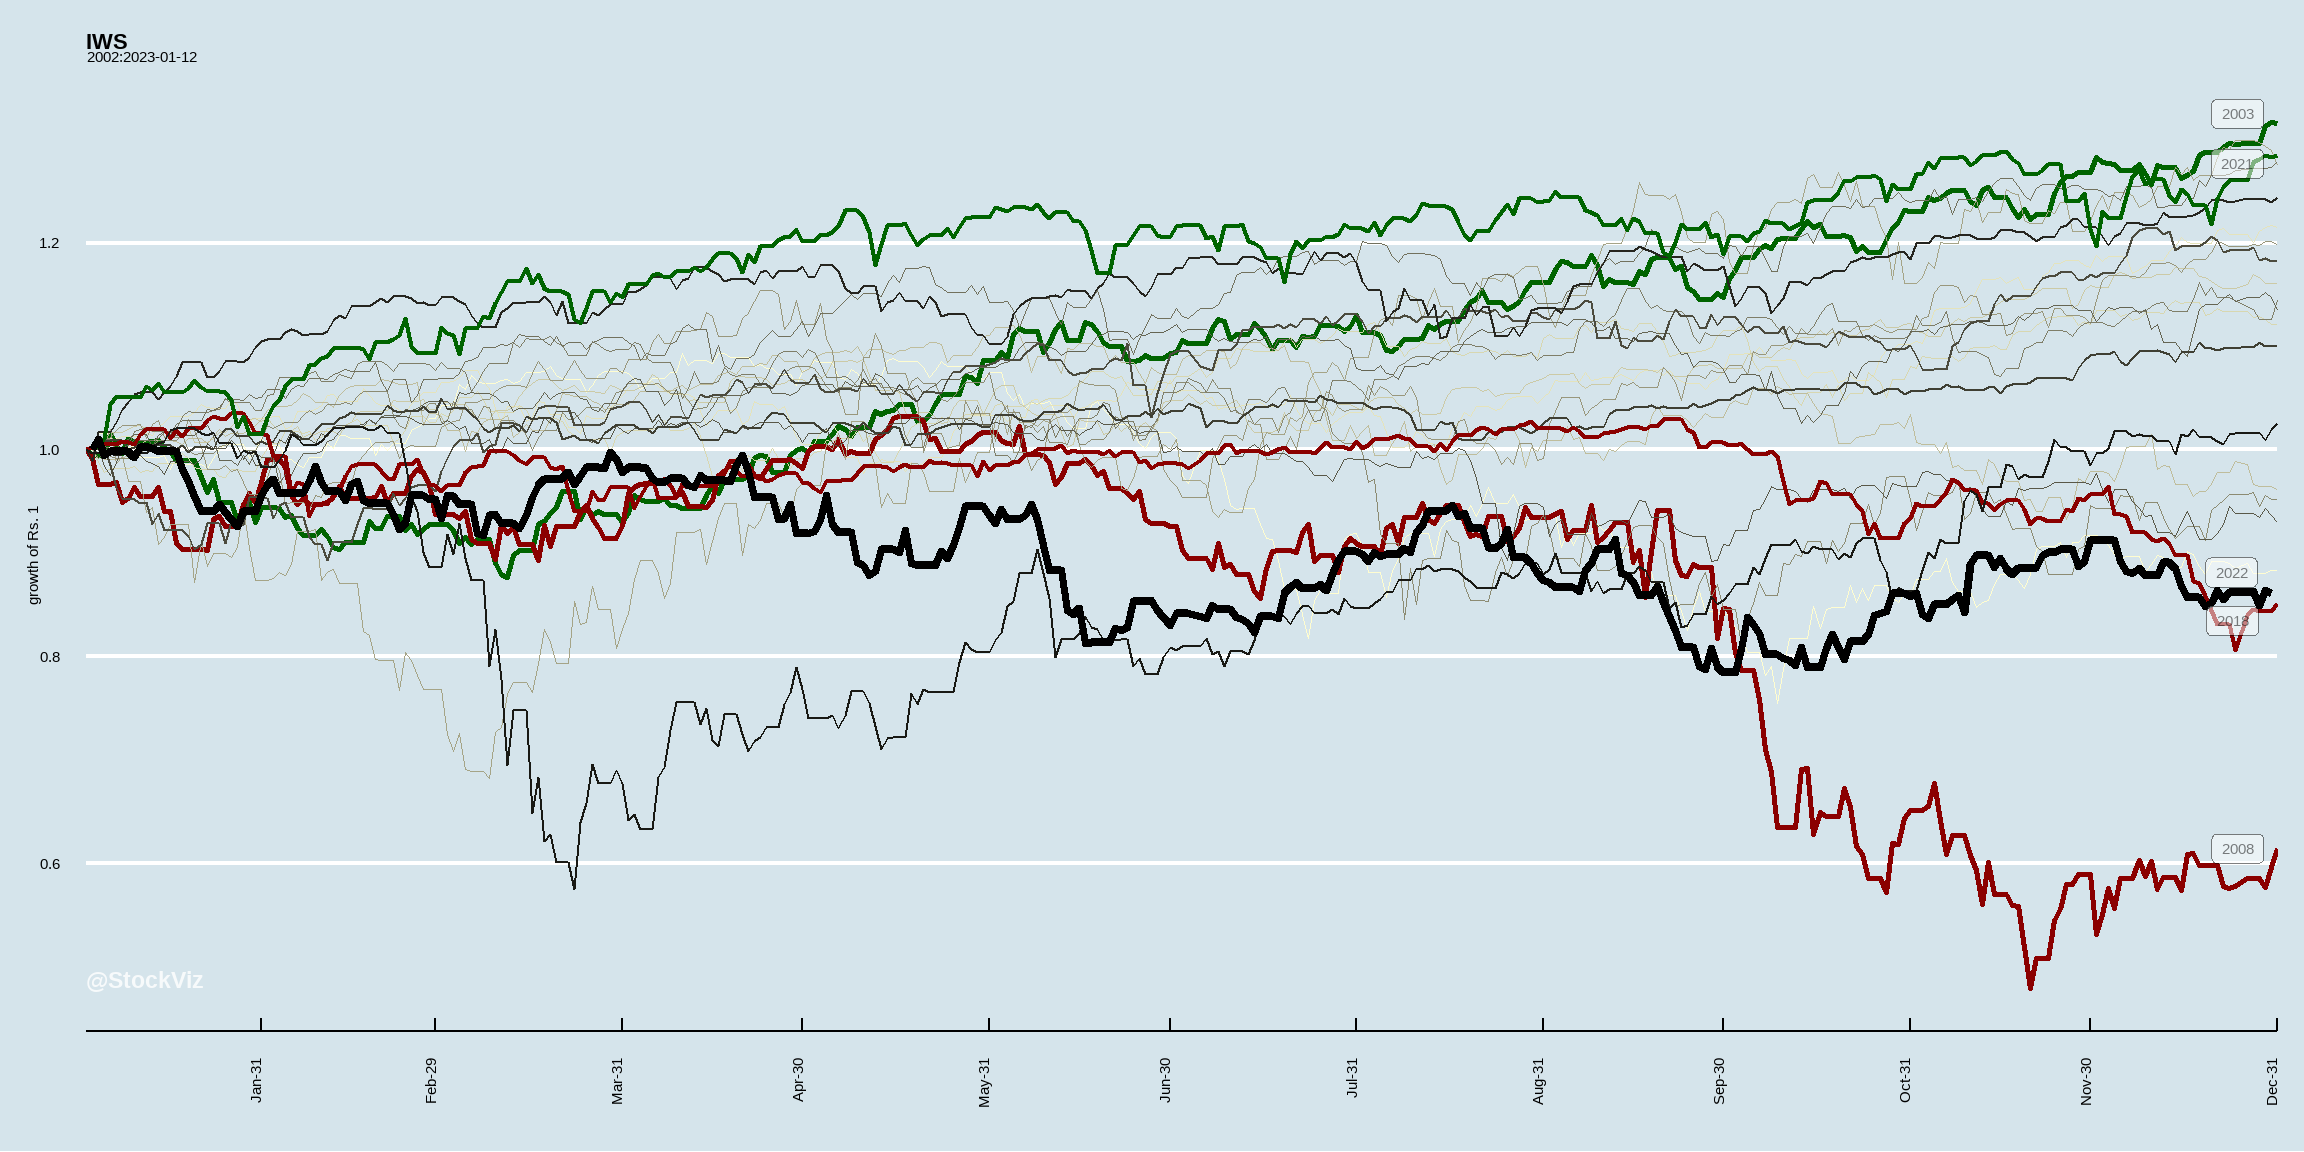 IWS
2002:2023-01-12
2003
2021
1.2
1.0
growth of Rs. 1
2022
2018
0.8
2008
0.6
@StockViz
Jan-31
Feb-29
Mar-31
Apr-30
May-31
Jun-30
Jul-31
Aug-31
Sep-30
Oct-31
Nov-30
Dec-31